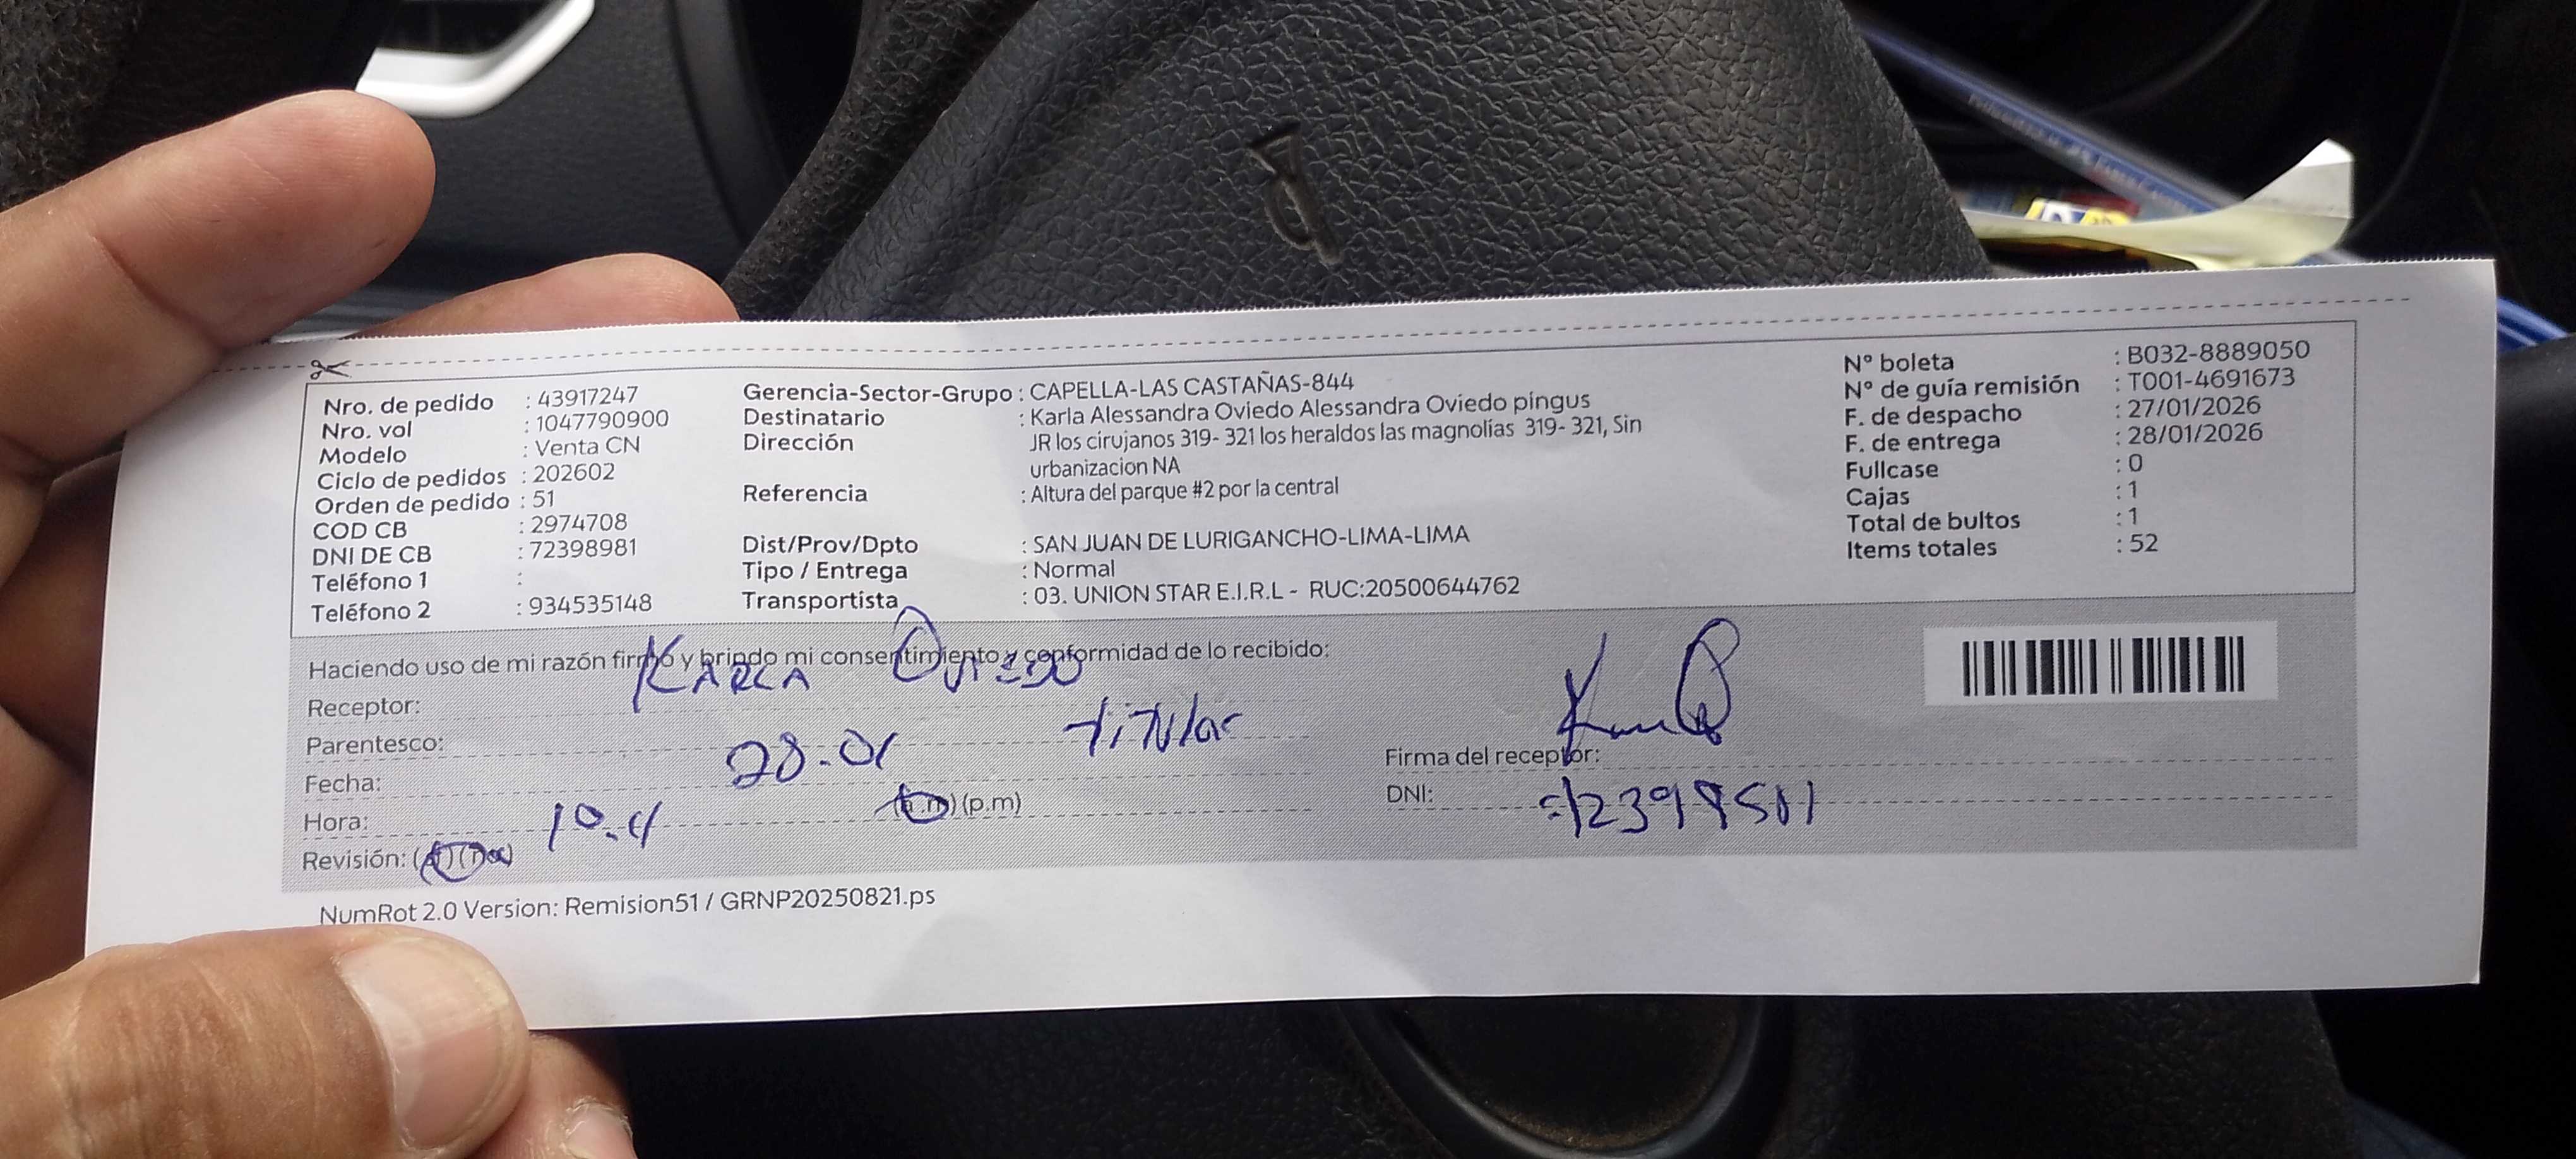 Nro. de pedido : 43917247
Nro. vol : 1047790900
Modelo : Venta CN
Ciclo de pedidos : 202602
Orden de pedido : 51
COD CB : 2974708
DNI DE CB : 72398981
Teléfono 1 :
Teléfono 2 : 934535148
Gerencia-Sector-Grupo : CAPELLA-LAS CASTAÑAS-844
Destinatario : Karla Alessandra Oviedo Alessandra Oviedo pingus
Dirección JR los cirujanos 319- 321 los heraldos las magnolias 319- 321, Sin
urbanizacion NA
Referencia : Altura del parque #2 por la central
Dist/Prov/Dpto : SAN JUAN DE LURIGANCHO-LIMA-LIMA
Tipo / Entrega : Normal
Transportista : 03. UNION STAR E.I.R.L - RUC:20500644762
N° boleta : B032-8889050
N° de guía remisión : T001-4691673
F. de despacho : 27/01/2026
F. de entrega : 28/01/2026
Fullcase : 0
Cajas : 1
Total de bultos : 1
Items totales : 52
Haciendo uso de mi razón firmo y brindo mi consentimiento y conformidad de lo recibido:
Receptor: KARLA OVIEDO
Parentesco: titular
Fecha: 28.01
Hora: (a.m) (p.m)
Revisión: (si) (no)
Firma del receptor:
DNI:
NumRot 2.0 Version: Remision51 / GRNP20250821.ps